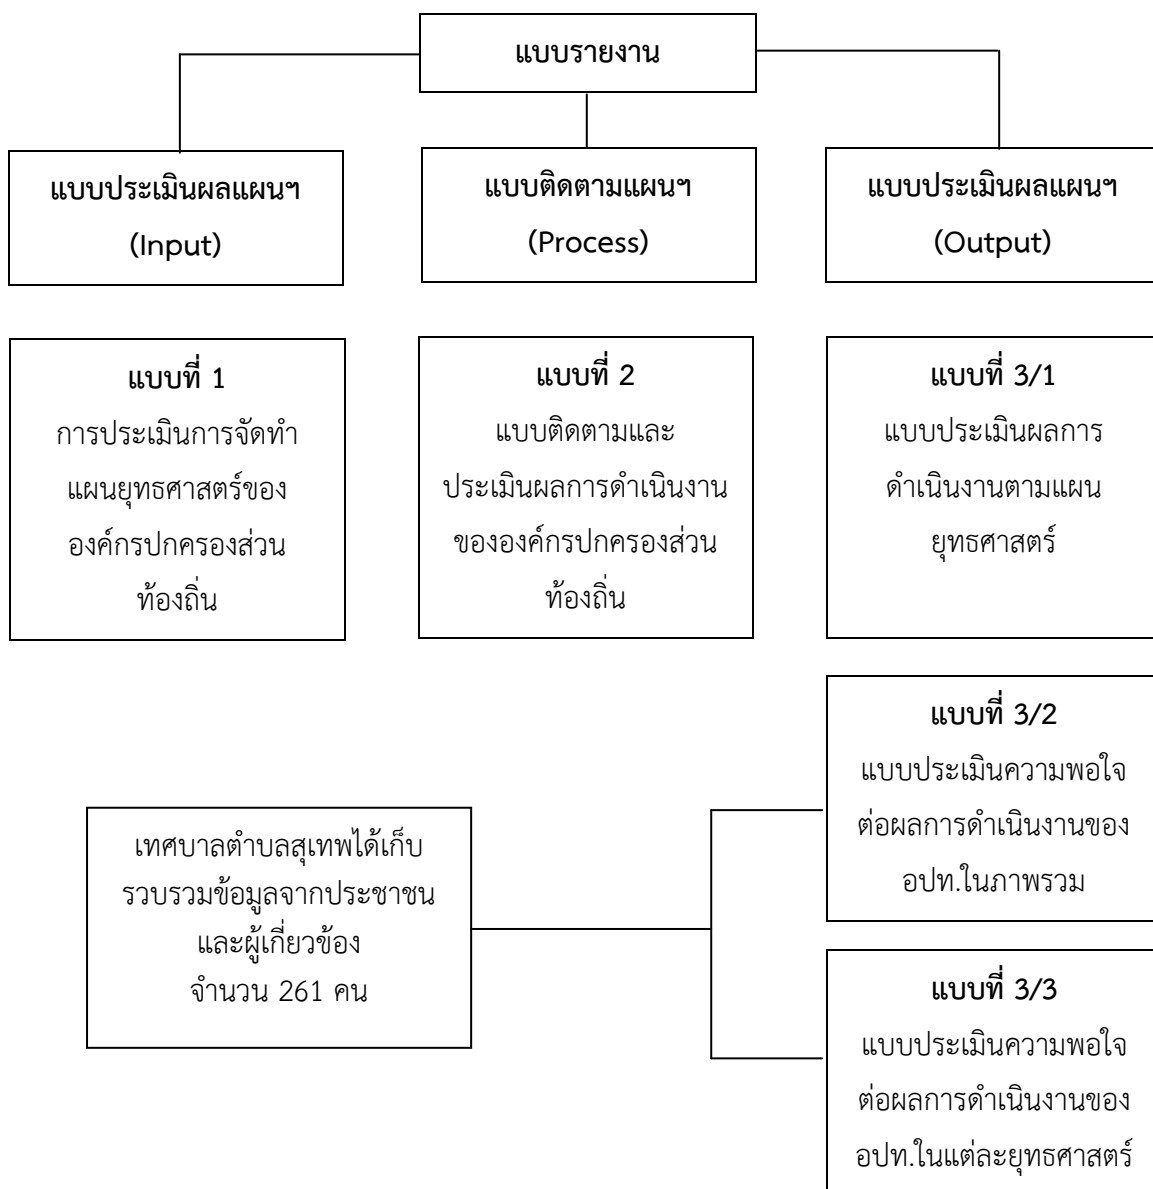 แบบรายงาน
แบบประเมินผลแผนฯ
(Input)
แบบติดตามแผนฯ
(Process)
แบบประเมินผลแผนฯ
(Output)
แบบที่ 1
การประเมินการจัดทำ
แผนยุทธศาสตร์ของ
องค์กรปกครองส่วน
ท้องถิ่น
แบบที่ 2
แบบติดตามและ
ประเมินผลการดำเนินงาน
ขององค์กรปกครองส่วน
ท้องถิ่น
แบบที่ 3/1
แบบประเมินผลการ
ดำเนินงานตามแผน
ยุทธศาสตร์
แบบที่ 3/2
แบบประเมินความพอใจ
ต่อผลการดำเนินงานของ
อปท.ในภาพรวม
เทศบาลตำบลสุเทพได้เก็บ
รวบรวมข้อมูลจากประชาชน
และผู้เกี่ยวข้อง
จำนวน 261 คน
แบบที่ 3/3
แบบประเมินความพอใจ
ต่อผลการดำเนินงานของ
อปท.ในแต่ละยุทธศาสตร์